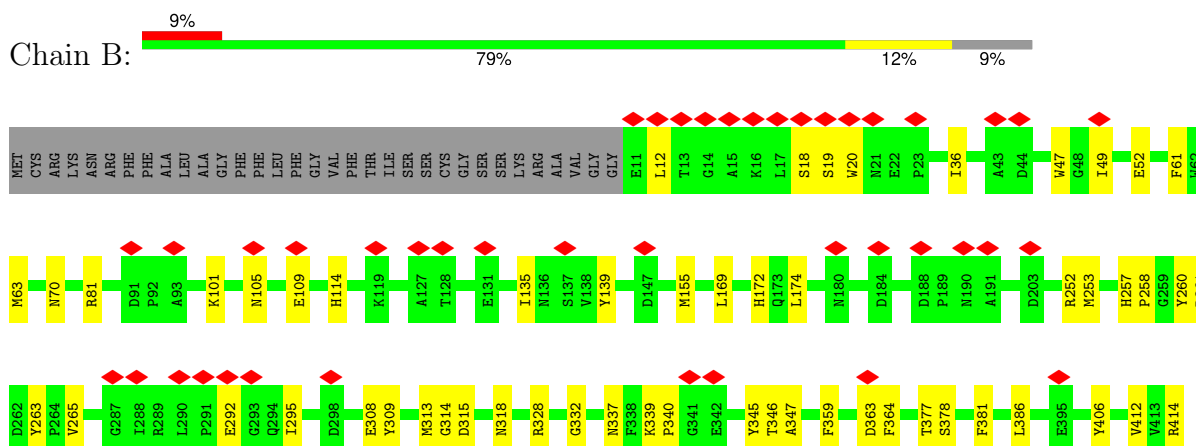 9%
Chain B:
79% 12% 9%
MET CYS ARG LYS ASN ARG PHE PHE ALA LEU ALA GLY PHE PHE LEU PHE GLY VAL PHE THR ILE SER SER CYS GLY SER SER LYS ARG ALA VAL GLY GLY E11 L12 T13 G14 A15 K16 L17 S18 S19 W20 N21 E22 P23 I36 A43 D44 W47 G48 I49 E52 F61 W62
M63 N70 R81 D91 P92 A93 K101 N105 E109 H114 K119 A127 T128 E131 I135 N136 S137 V138 Y139 D147 M155 L169 H172 Q173 L174 N180 D184 D188 P189 N190 A191 D203 R252 M253 H257 P258 G259 Y260
D262 Y263 P264 V265 G287 I288 R289 L290 P291 E292 G293 Q294 I295 D298 E308 Y309 M313 G314 D315 N318 R328 G332 N337 F338 K339 P340 G341 E342 Y345 T346 A347 F359 D363 F364 T377 S378 F381 L386 E395 Y406 V412 V413 R414